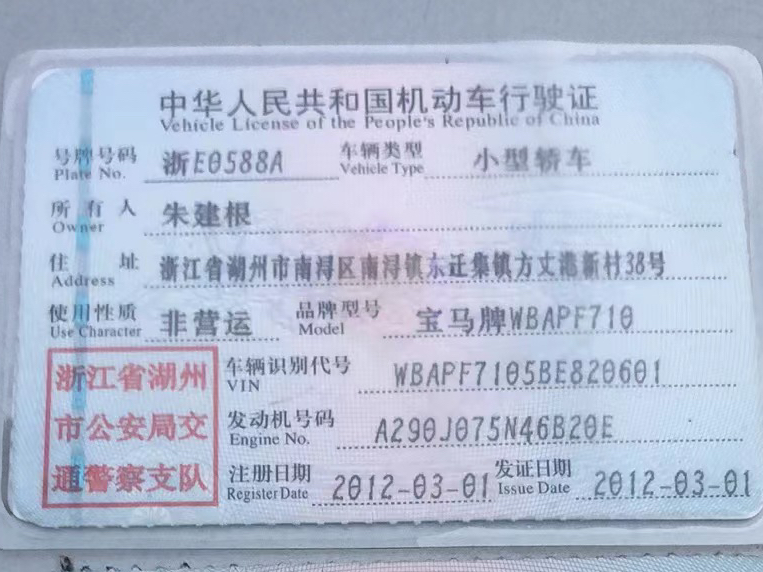 中华人民共和国机动车行驶证
Vehicle License of the People's Republic of China
号牌号码 浙E0588A 车辆类型 小型轿车
Plate No. Vehicle Type
所有人 朱建根
Owner
住址 浙江省湖州市南浔区南浔镇东迁集镇方丈港新村38号
Address
使用性质 非营运 品牌型号 宝马牌WBAPF710
Use Character Model
浙江省湖州市公安局交通警察支队
车辆识别代号 WBAPF7105BE820601
VIN
发动机号码 A290J075N46B20E
Engine No.
注册日期 2012-03-01 发证日期 2012-03-01
Register Date Issue Date